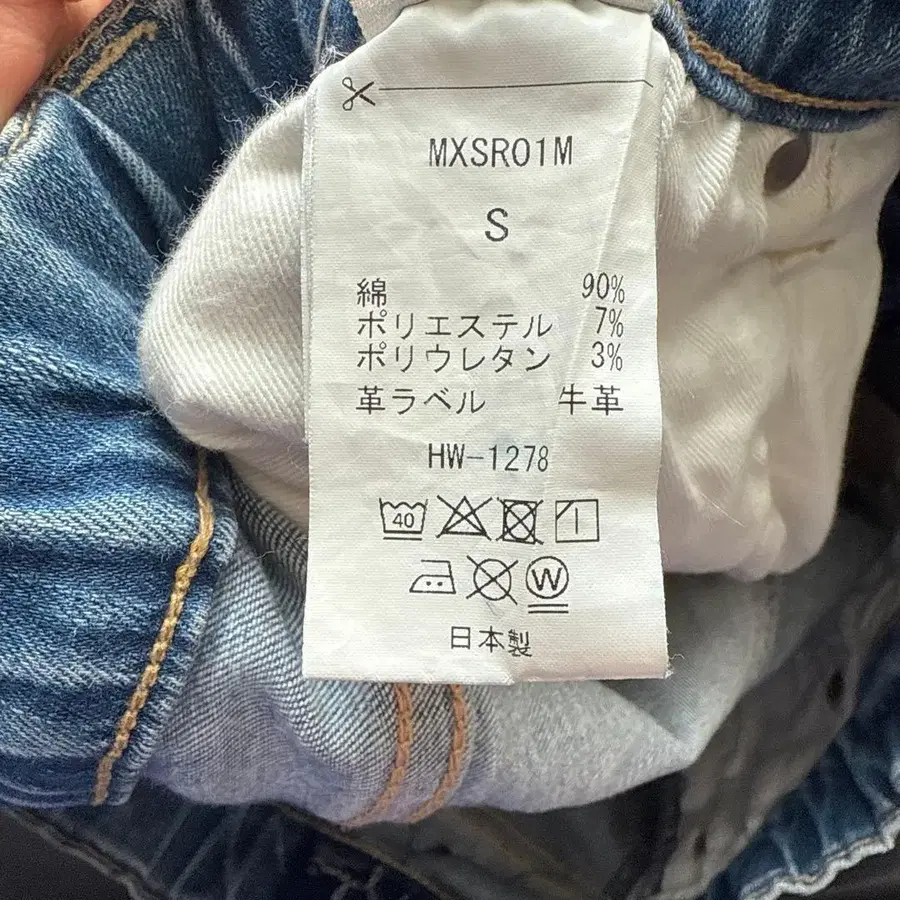 MXSR01M
S
綿 90%
ポリエステル 7%
ポリウレタン 3%
革ラベル 牛革
HW-1278
40
W
日本製